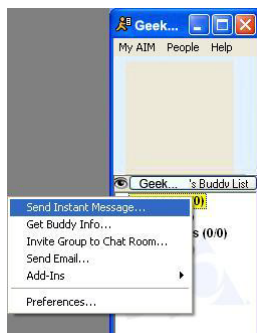 Geek...
My AIM People Help
Geek... 's Buddy List
(0)
Send Instant Message...
Get Buddy Info...
s (0/0)
Invite Group to Chat Room...
Send Email...
Add-Ins
Preferences...